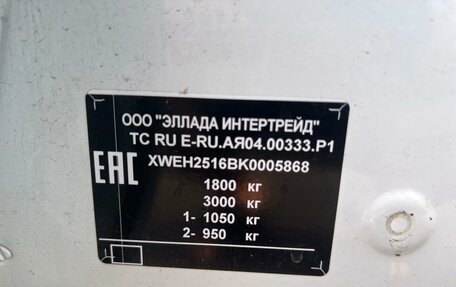 ООО "ЭЛЛАДА ИНТЕРТРЕЙД"
ТС RU E-RU.АЯ04.00333.Р1
EAC
XWEH2516BK0005868
1800 кг
3000 кг
1- 1050 кг
2- 950 кг